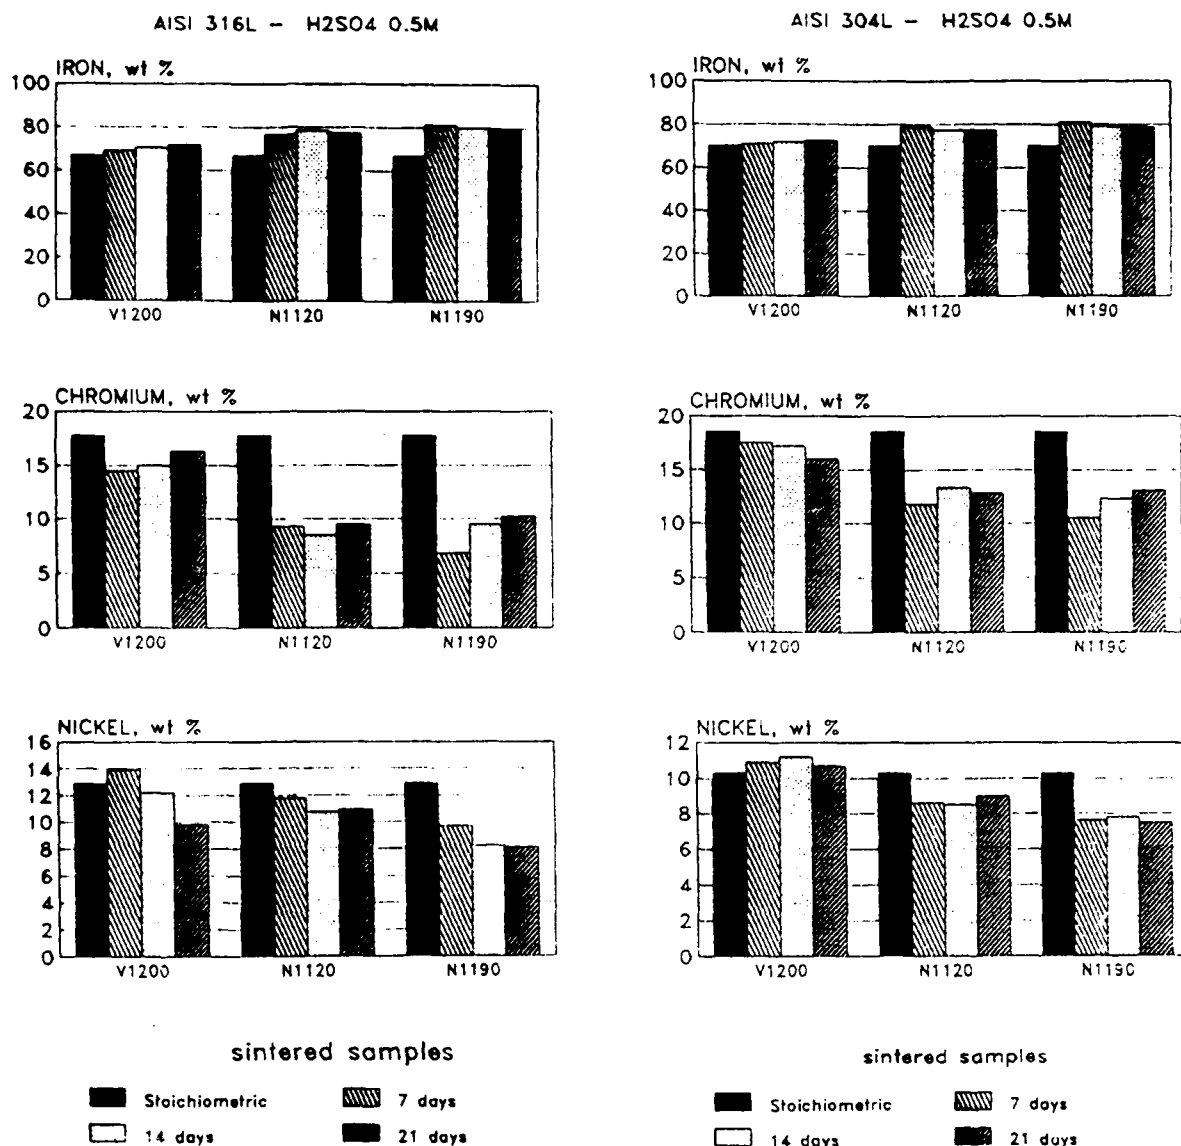 AISI 316L - H2SO4 0.5M
IRON, wt %
100
80
60
40
20
0
V1200 N1120 N1190
CHROMIUM, wt %
20
15
10
5
0
V1200 N1120 N1190
NICKEL, wt %
16
14
12
10
8
6
4
2
0
V1200 N1120 N1190
sintered samples
Stoichiometric 7 days
14 days 21 days
AISI 304L - H2SO4 0.5M
IRON, wt %
100
80
60
40
20
0
V1200 N1120 N1190
CHROMIUM, wt %
20
15
10
5
0
V1200 N1120 N1190
NICKEL, wt %
12
10
8
6
4
2
0
V1200 N1120 N1190
sintered samples
Stoichiometric 7 days
14 days 21 days